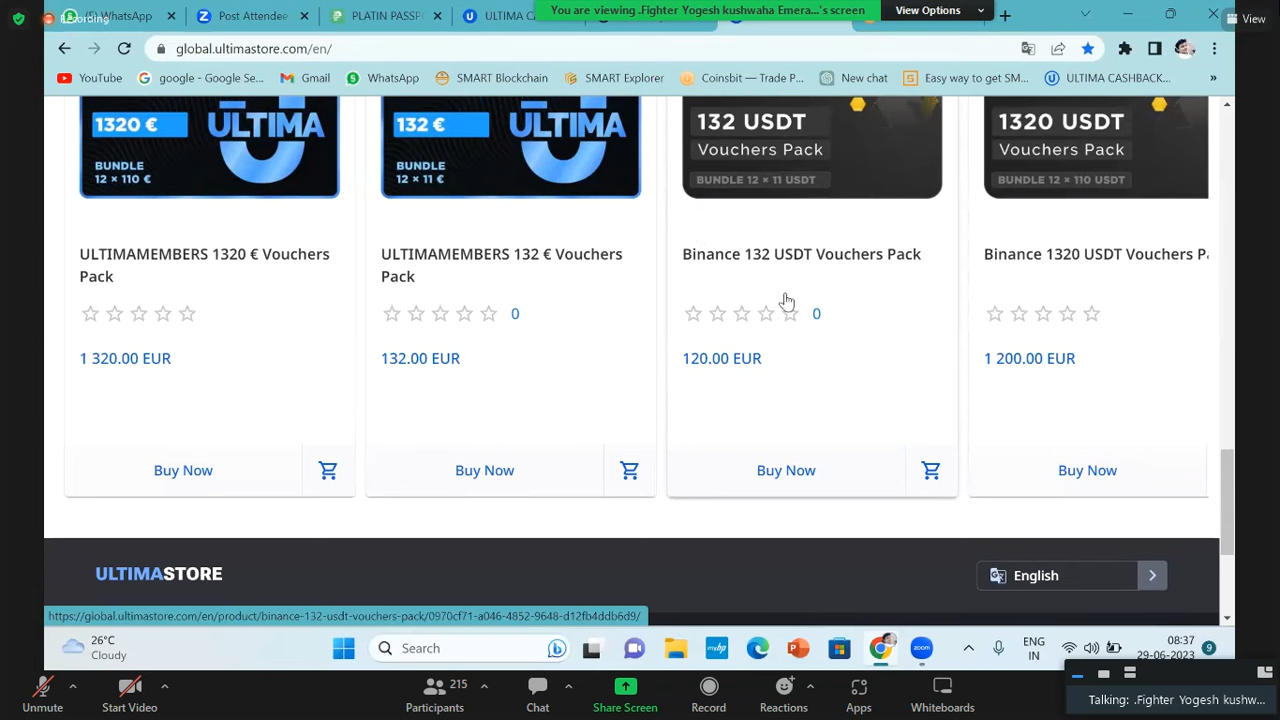 You are viewing .Fighter Yogesh kushwaha Emera...'s screen
View Options
View
Recording
(E) WhatsApp
Post Attendee
PLATIN PASSP
ULTIMA C
global.ultimastore.com/en/
YouTube
google - Google Se...
Gmail
WhatsApp
SMART Blockchain
SMART Explorer
Coinsbit — Trade P...
New chat
Easy way to get SM...
ULTIMA CASHBACK...
1320 €
ULTIMA
BUNDLE
12 × 110 €
132 €
ULTIMA
BUNDLE
12 × 11 €
132 USDT
Vouchers Pack
BUNDLE 12 × 11 USDT
1320 USDT
Vouchers Pack
BUNDLE 12 × 110 USDT
ULTIMAMEMBERS 1320 € Vouchers
Pack
ULTIMAMEMBERS 132 € Vouchers
Pack
Binance 132 USDT Vouchers Pack
Binance 1320 USDT Vouchers P
0
0
1 320.00 EUR
132.00 EUR
120.00 EUR
1 200.00 EUR
Buy Now
Buy Now
Buy Now
Buy Now
ULTIMASTORE
English
https://global.ultimastore.com/en/product/binance-132-usdt-vouchers-pack/0970cf71-a046-4852-9648-d12fb4ddb6d9/
26°C
Cloudy
Search
ENG
IN
08:37
29-06-2023
9
Talking: .Fighter Yogesh kushw...
Unmute
Start Video
215
Participants
Chat
Share Screen
Record
Reactions
Apps
Whiteboards